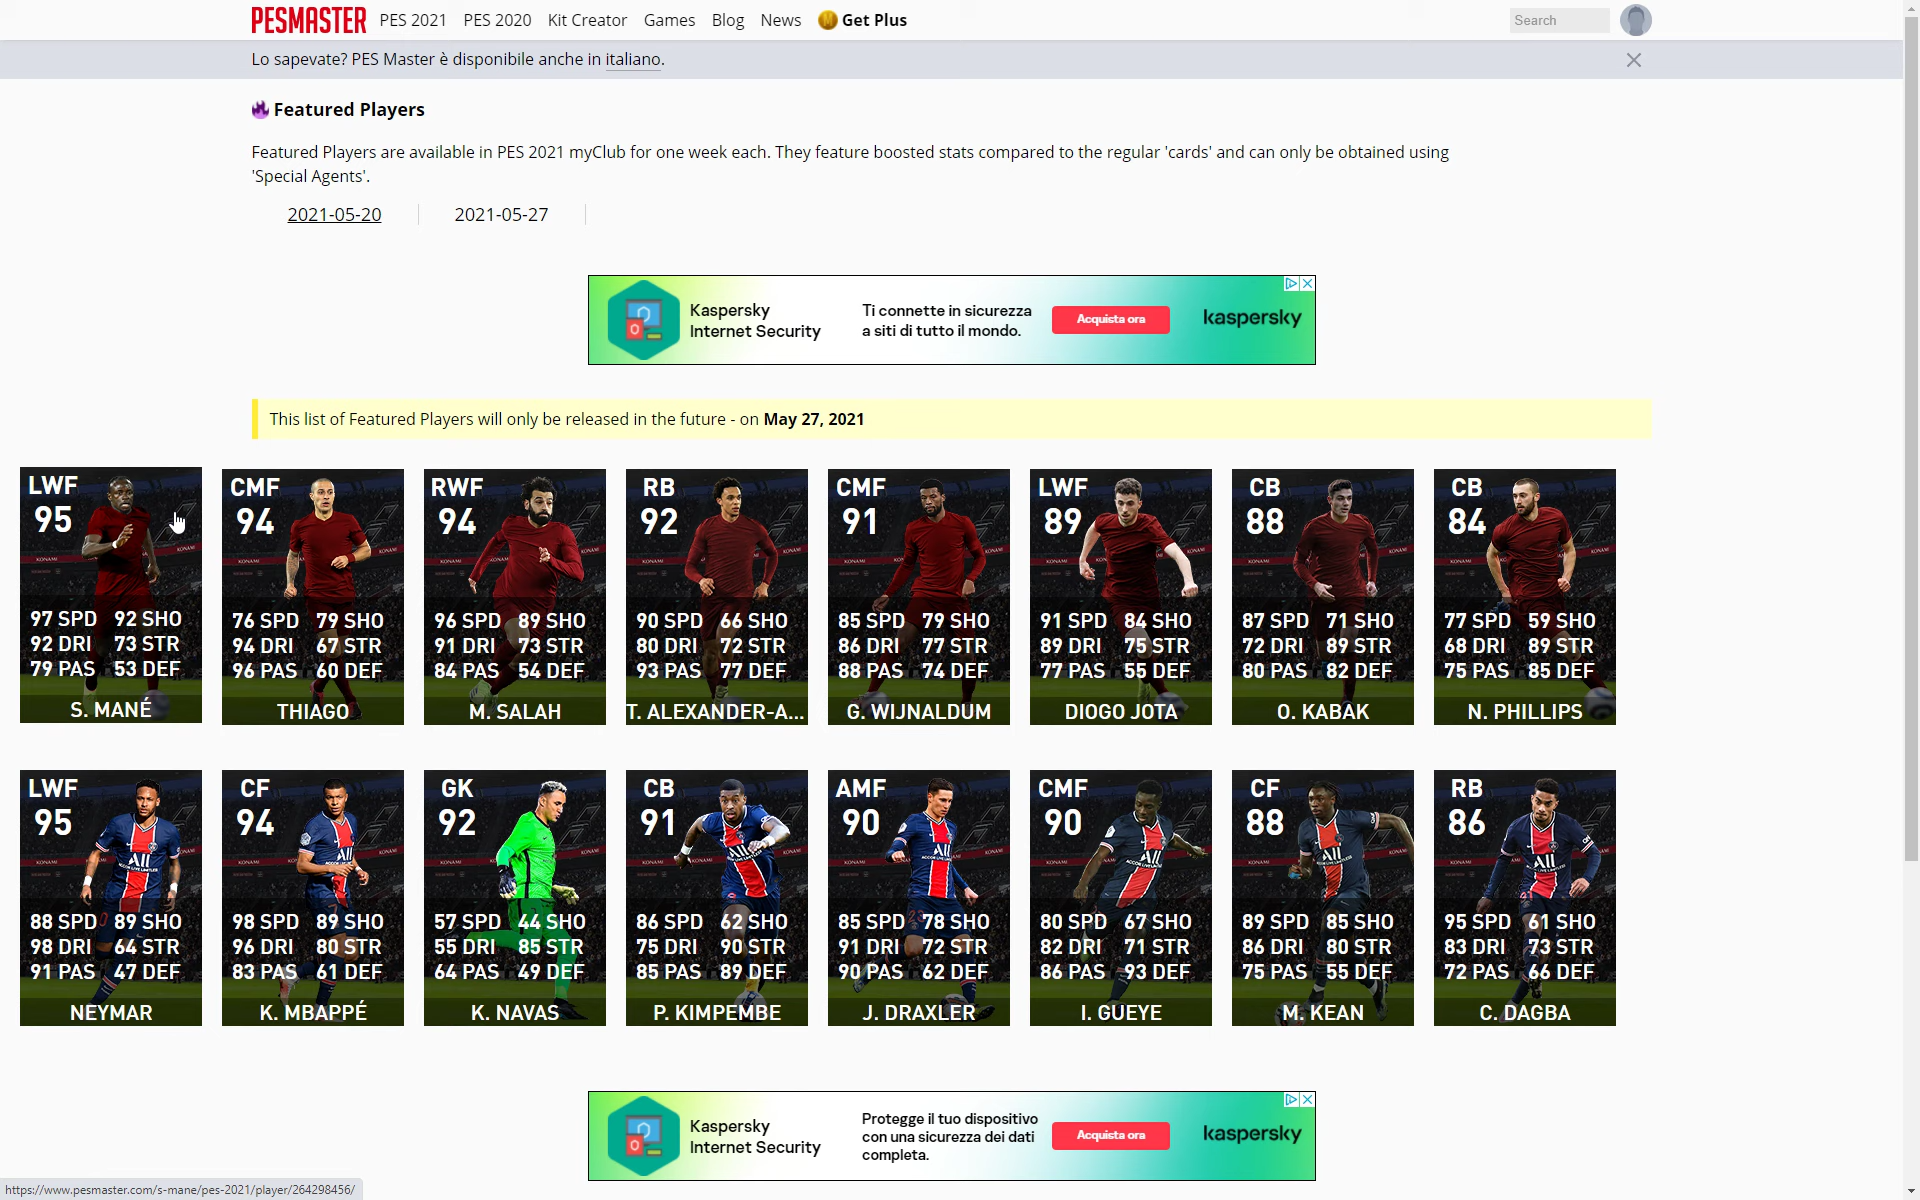 PESMASTER PES 2021 PES 2020 Kit Creator Games Blog News Get Plus Search
Lo sapevate? PES Master è disponibile anche in italiano.
Featured Players
Featured Players are available in PES 2021 myClub for one week each. They feature boosted stats compared to the regular 'cards' and can only be obtained using
'Special Agents'.
2021-05-20 2021-05-27
Kaspersky
Internet Security
Ti connette in sicurezza
a siti di tutto il mondo.
Acquista ora
kaspersky
This list of Featured Players will only be released in the future - on May 27, 2021
LWF
95
97 SPD 92 SHO
92 DRI 73 STR
79 PAS 53 DEF
S. MANÉ
CMF
94
76 SPD 79 SHO
94 DRI 67 STR
96 PAS 60 DEF
THIAGO
RWF
94
96 SPD 89 SHO
91 DRI 73 STR
84 PAS 54 DEF
M. SALAH
RB
92
90 SPD 66 SHO
80 DRI 72 STR
93 PAS 77 DEF
T. ALEXANDER-A...
CMF
91
85 SPD 79 SHO
86 DRI 77 STR
88 PAS 74 DEF
G. WIJNALDUM
LWF
89
91 SPD 84 SHO
89 DRI 75 STR
77 PAS 55 DEF
DIOGO JOTA
CB
88
87 SPD 71 SHO
72 DRI 89 STR
80 PAS 82 DEF
O. KABAK
CB
84
77 SPD 59 SHO
68 DRI 89 STR
75 PAS 85 DEF
N. PHILLIPS
LWF
95
88 SPD 89 SHO
98 DRI 64 STR
91 PAS 47 DEF
NEYMAR
CF
94
98 SPD 89 SHO
96 DRI 80 STR
83 PAS 61 DEF
K. MBAPPÉ
GK
92
57 SPD 44 SHO
55 DRI 85 STR
64 PAS 49 DEF
K. NAVAS
CB
91
86 SPD 62 SHO
75 DRI 90 STR
85 PAS 89 DEF
P. KIMPEMBE
AMF
90
85 SPD 78 SHO
91 DRI 72 STR
90 PAS 62 DEF
J. DRAXLER
CMF
90
80 SPD 67 SHO
82 DRI 71 STR
86 PAS 93 DEF
I. GUEYE
CF
88
89 SPD 85 SHO
86 DRI 80 STR
75 PAS 55 DEF
M. KEAN
RB
86
95 SPD 61 SHO
83 DRI 73 STR
72 PAS 66 DEF
C. DAGBA
Kaspersky
Internet Security
Protegge il tuo dispositivo
con una sicurezza dei dati
completa.
Acquista ora
kaspersky
https://www.pesmaster.com/s-mane/pes-2021/player/264298456/